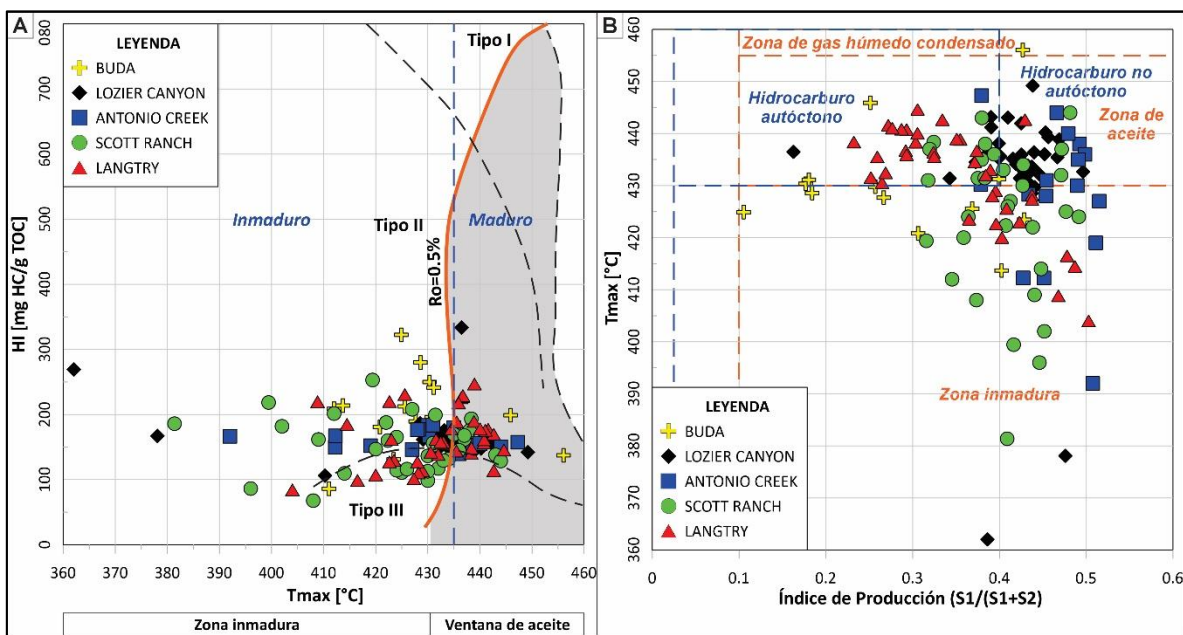 A
LEYENDA
BUDA
LOZIER CANYON
ANTONIO CREEK
SCOTT RANCH
LANGTRY
Tipo I
Inmaduro
Tipo II
Maduro
Ro=0.5%
Tipo III
HI [mg HC/g TOC]
080
700
600
500
400
300
200
100
0
360
370
380
390
400
410
420
430
440
450
460
Tmax [°C]
Zona inmadura
Ventana de aceite
B
Zona de gas húmedo condensado
Hidrocarburo
autóctono
Hidrocarburo no
autóctono
Zona de
aceite
Zona inmadura
LEYENDA
BUDA
LOZIER CANYON
ANTONIO CREEK
SCOTT RANCH
LANGTRY
Tmax [°C]
460
450
440
430
420
410
400
390
380
370
360
0
0.1
0.2
0.3
0.4
0.5
0.6
Índice de Producción (S1/(S1+S2)